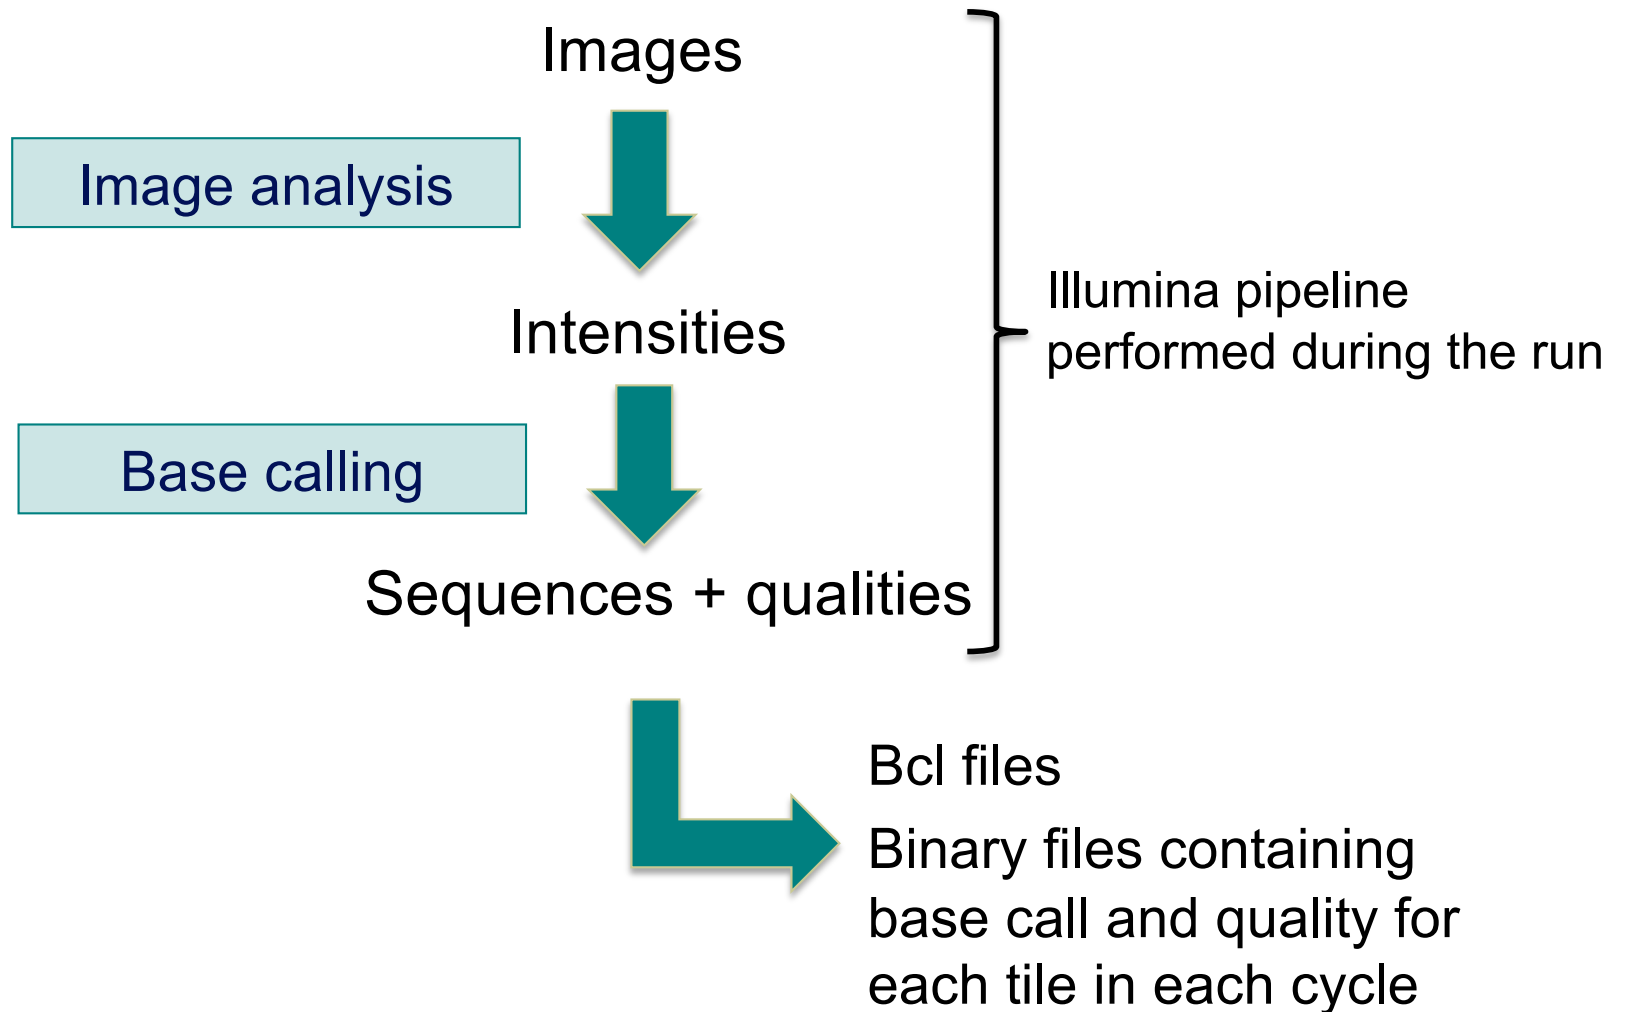 Images
Image analysis
Intensities
Illumina pipeline
performed during the run
Base calling
Sequences + qualities
Bcl files
Binary files containing
base call and quality for
each tile in each cycle